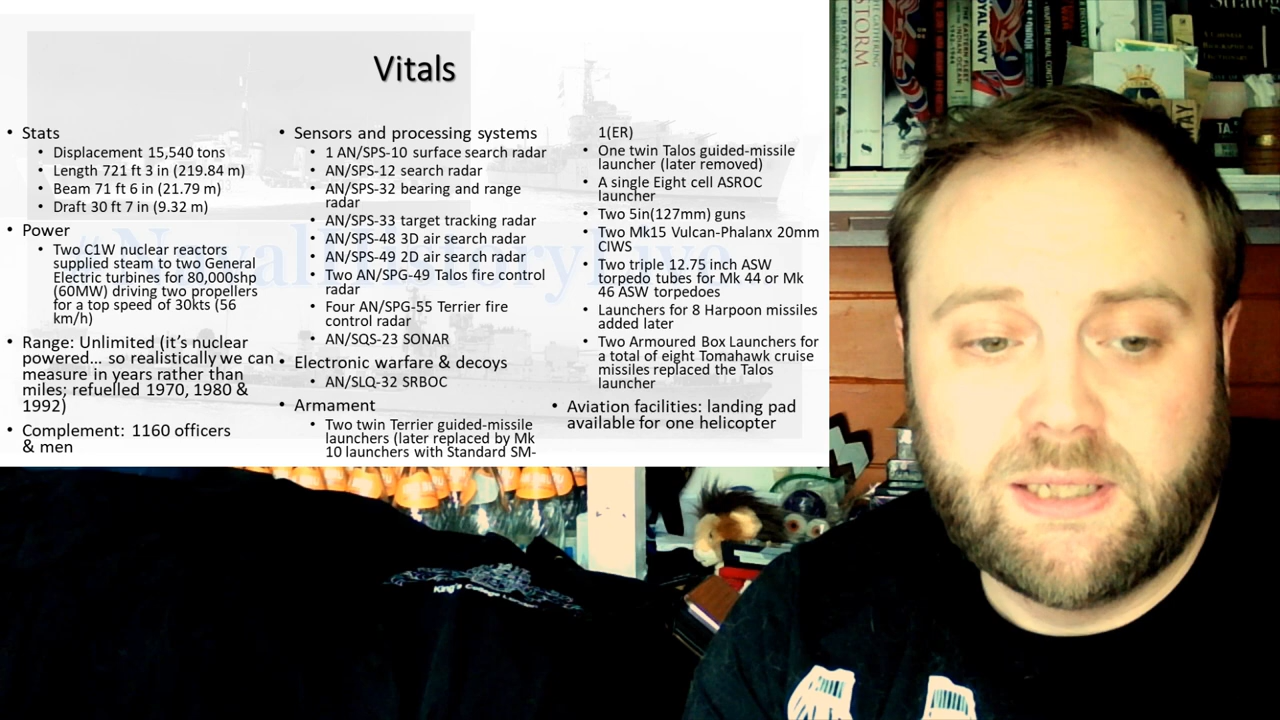 Vitals
• Stats
• Displacement 15,540 tons
• Length 721 ft 3 in (219.84 m)
• Beam 71 ft 6 in (21.79 m)
• Draft 30 ft 7 in (9.32 m)
• Power
• Two C1W nuclear reactors
supplied steam to two General
Electric turbines for 80,000shp
(60MW) driving two propellers
for a top speed of 30kts (56
km/h)
• Range: Unlimited (it’s nuclear
powered… so realistically we can
measure in years rather than
miles; refuelled 1970, 1980 &
1992)
• Complement: 1160 officers
& men
• Sensors and processing systems
• 1 AN/SPS-10 surface search radar
• AN/SPS-12 search radar
• AN/SPS-32 bearing and range
radar
• AN/SPS-33 target tracking radar
• AN/SPS-48 3D air search radar
• AN/SPS-49 2D air search radar
• Two AN/SPG-49 Talos fire control
radar
• Four AN/SPG-55 Terrier fire
control radar
• AN/SQS-23 SONAR
• Electronic warfare & decoys
• AN/SLQ-32 SRBOC
• Armament
• Two twin Terrier guided-missile
launchers (later replaced by Mk
10 launchers with Standard SM-
1(ER)
• One twin Talos guided-missile
launcher (later removed)
• A single Eight cell ASROC
launcher
• Two 5in(127mm) guns
• Two Mk15 Vulcan-Phalanx 20mm
CIWS
• Two triple 12.75 inch ASW
torpedo tubes for Mk 44 or Mk
46 ASW torpedoes
• Launchers for 8 Harpoon missiles
added later
• Two Armoured Box Launchers for
a total of eight Tomahawk cruise
missiles replaced the Talos
launcher
• Aviation facilities: landing pad
available for one helicopter
U-BOATS AT WAR
GATHERING
STORM
ROYAL NAVY
King's College London